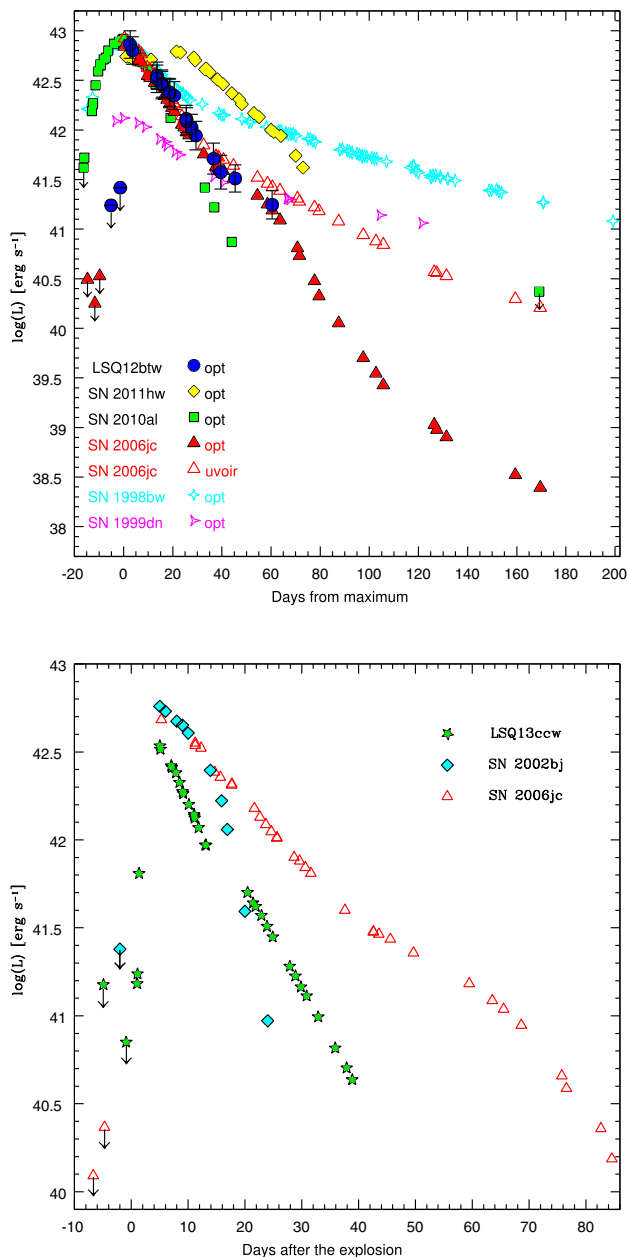 43
42.5
42
41.5
41
40.5
40
39.5
39
38.5
38
log(L) [erg s⁻¹]
LSQ12btw opt
SN 2011hw opt
SN 2010al opt
SN 2006jc opt
SN 2006jc uvoir
SN 1998bw opt
SN 1999dn opt
-20 0 20 40 60 80 100 120 140 160 180 200
Days from maximum
43
42.5
42
41.5
41
40.5
40
log(L) [erg s⁻¹]
LSQ13ccw
SN 2002bj
SN 2006jc
-10 0 10 20 30 40 50 60 70 80
Days after the explosion